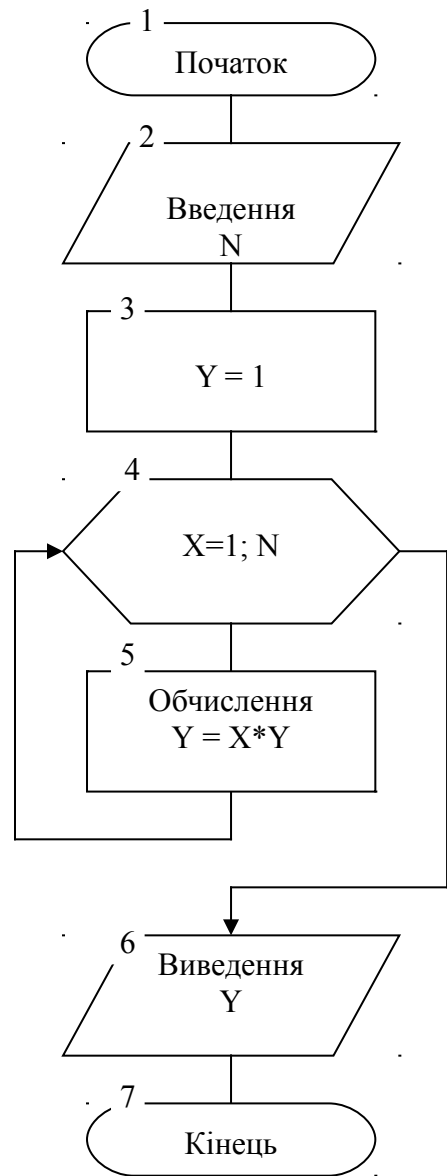 1
Початок
2
Введення
N
3
Y = 1
4
X=1; N
5
Обчислення
Y = X*Y
6
Виведення
Y
7
Кінець